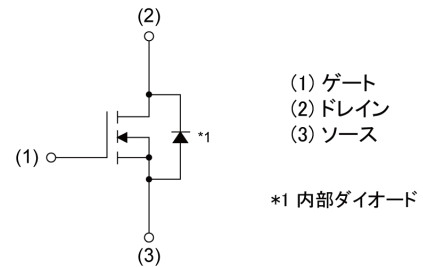 (2)
(1)
*1
(3)
(1) ゲート
(2) ドレイン
(3) ソース
*1 内部ダイオード